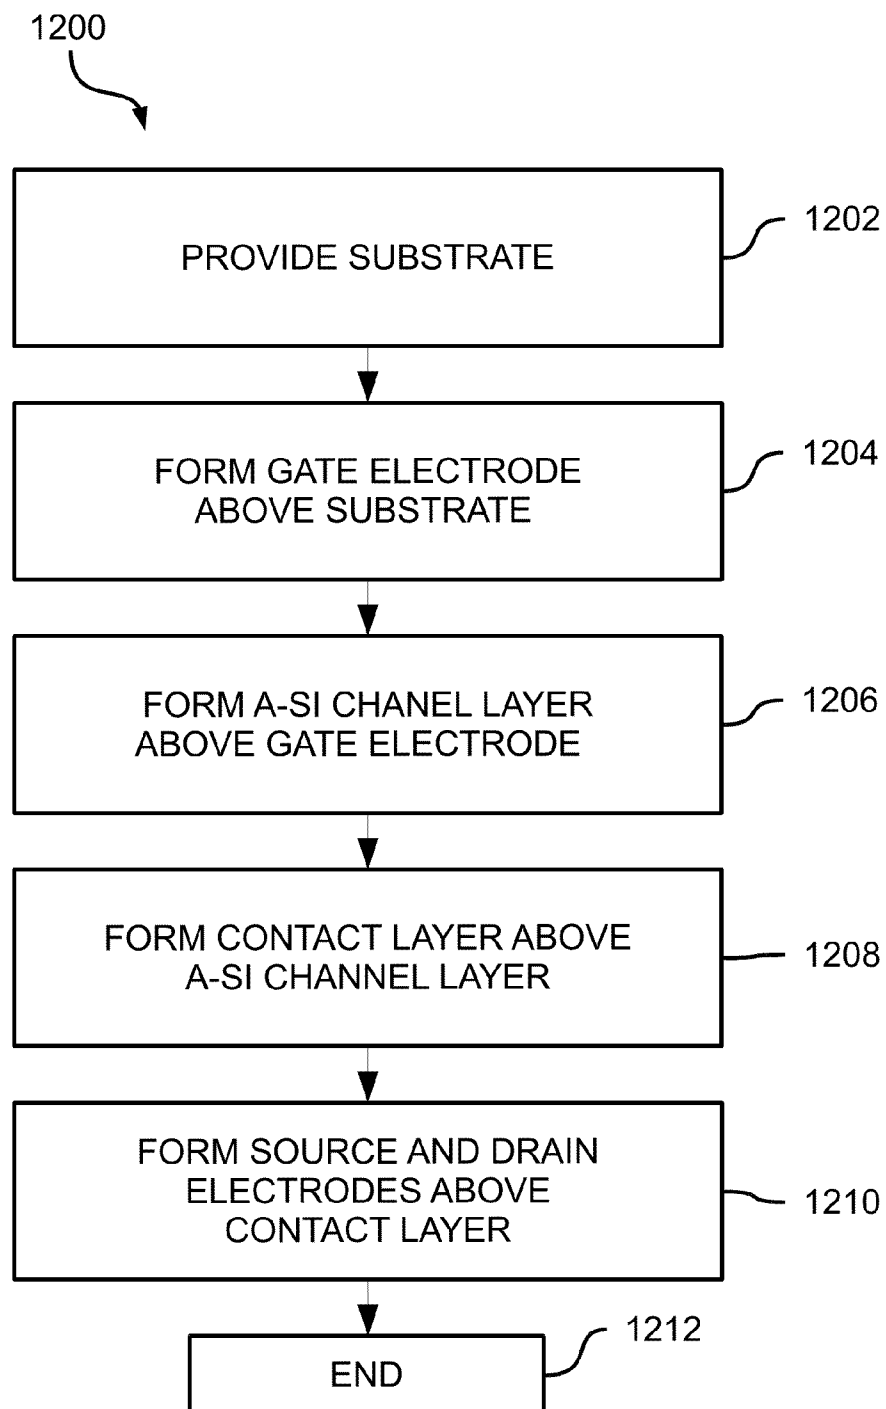 1200
PROVIDE SUBSTRATE
1202
FORM GATE ELECTRODE
ABOVE SUBSTRATE
1204
FORM A-SI CHANEL LAYER
ABOVE GATE ELECTRODE
1206
FORM CONTACT LAYER ABOVE
A-SI CHANNEL LAYER
1208
FORM SOURCE AND DRAIN
ELECTRODES ABOVE
CONTACT LAYER
1210
END
1212